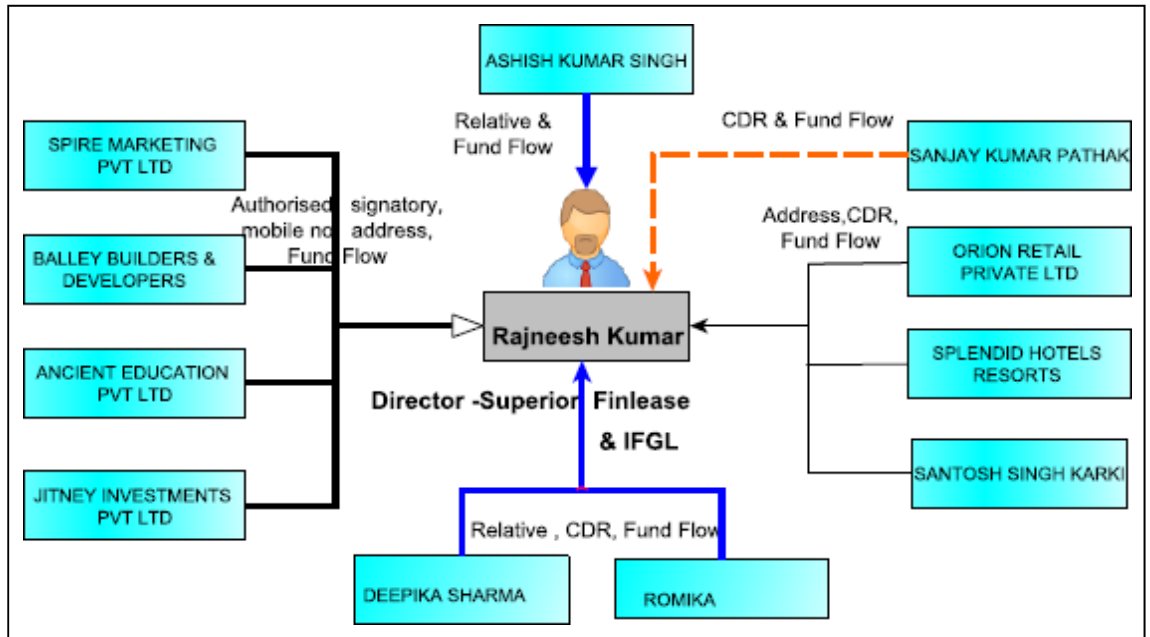 ASHISH KUMAR SINGH
Relative &
Fund Flow
CDR & Fund Flow
SPIRE MARKETING
PVT LTD
SANJAY KUMAR PATHAK
Authorised signatory,
mobile no address,
Fund Flow
Address,CDR,
Fund Flow
BALLEY BUILDERS &
DEVELOPERS
ORION RETAIL
PRIVATE LTD
Rajneesh Kumar
ANCIENT EDUCATION
PVT LTD
SPLENDID HOTELS
RESORTS
Director -Superior Finlease
& IFGL
JITNEY INVESTMENTS
PVT LTD
SANTOSH SINGH KARKI
Relative , CDR, Fund Flow
DEEPIKA SHARMA
ROMIKA